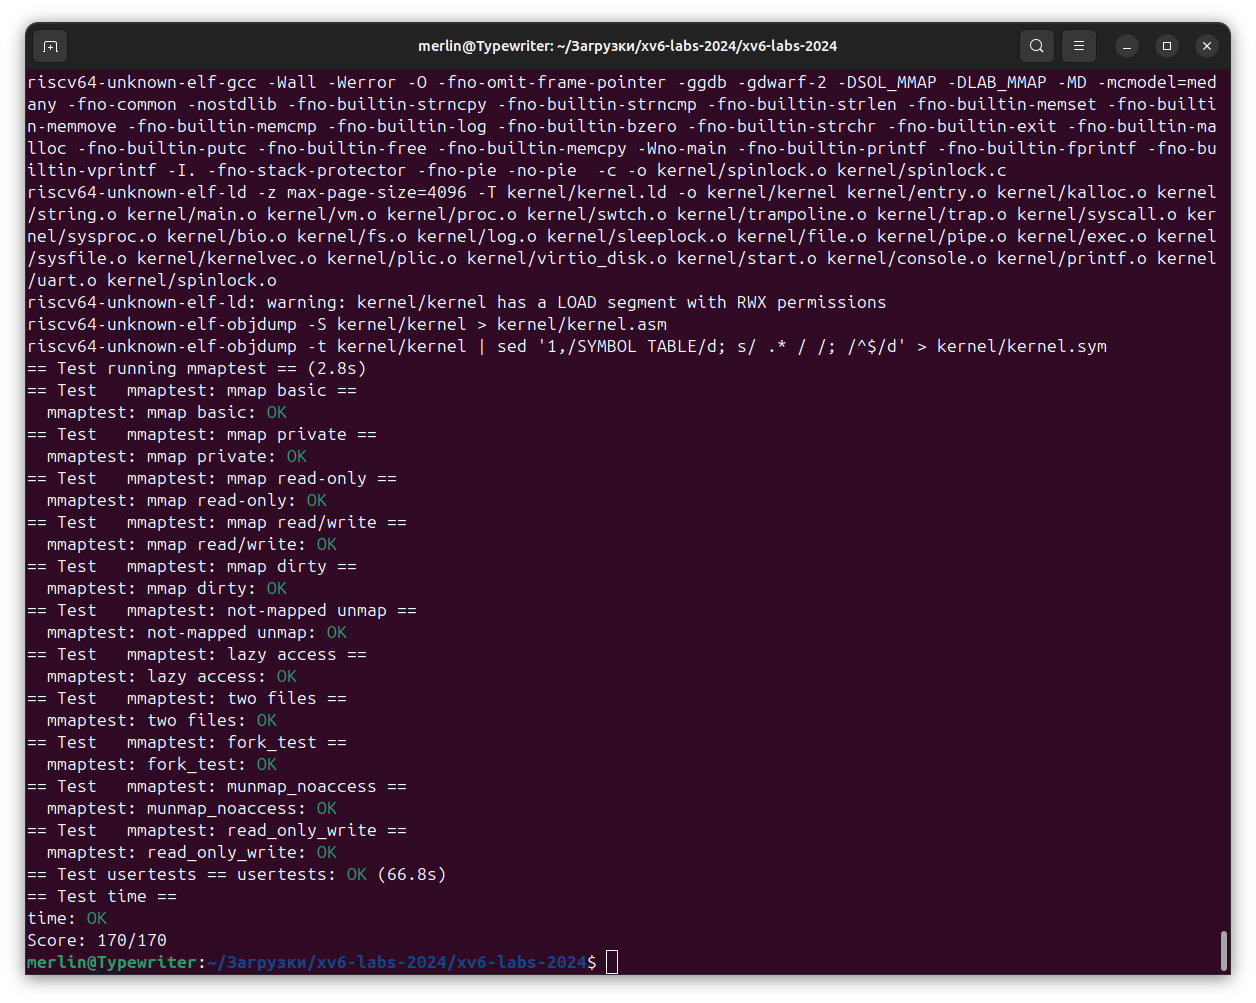 merlin@Typewriter: ~/Загрузки/xv6-labs-2024/xv6-labs-2024
riscv64-unknown-elf-gcc -Wall -Werror -O -fno-omit-frame-pointer -ggdb -gdwarf-2 -DSOL_MMAP -DLAB_MMAP -MD -mcmodel=med
any -fno-common -nostdlib -fno-builtin-strncpy -fno-builtin-strncmp -fno-builtin-strlen -fno-builtin-memset -fno-builti
n-memmove -fno-builtin-memcmp -fno-builtin-log -fno-builtin-bzero -fno-builtin-strchr -fno-builtin-exit -fno-builtin-ma
lloc -fno-builtin-putc -fno-builtin-free -fno-builtin-memcpy -Wno-main -fno-builtin-printf -fno-builtin-fprintf -fno-bu
iltin-vprintf -I. -fno-stack-protector -fno-pie -no-pie  -c -o kernel/spinlock.o kernel/spinlock.c
riscv64-unknown-elf-ld -z max-page-size=4096 -T kernel/kernel.ld -o kernel/kernel kernel/entry.o kernel/kalloc.o kernel
/string.o kernel/main.o kernel/vm.o kernel/proc.o kernel/swtch.o kernel/trampoline.o kernel/trap.o kernel/syscall.o ker
nel/sysproc.o kernel/bio.o kernel/fs.o kernel/log.o kernel/sleeplock.o kernel/file.o kernel/pipe.o kernel/exec.o kernel
/sysfile.o kernel/kernelvec.o kernel/plic.o kernel/virtio_disk.o kernel/start.o kernel/console.o kernel/printf.o kernel
/uart.o kernel/spinlock.o
riscv64-unknown-elf-ld: warning: kernel/kernel has a LOAD segment with RWX permissions
riscv64-unknown-elf-objdump -S kernel/kernel > kernel/kernel.asm
riscv64-unknown-elf-objdump -t kernel/kernel | sed '1,/SYMBOL TABLE/d; s/ .* / /; /^$/d' > kernel/kernel.sym
== Test running mmaptest == (2.8s)
== Test   mmaptest: mmap basic ==
  mmaptest: mmap basic: OK
== Test   mmaptest: mmap private ==
  mmaptest: mmap private: OK
== Test   mmaptest: mmap read-only ==
  mmaptest: mmap read-only: OK
== Test   mmaptest: mmap read/write ==
  mmaptest: mmap read/write: OK
== Test   mmaptest: mmap dirty ==
  mmaptest: mmap dirty: OK
== Test   mmaptest: not-mapped unmap ==
  mmaptest: not-mapped unmap: OK
== Test   mmaptest: lazy access ==
  mmaptest: lazy access: OK
== Test   mmaptest: two files ==
  mmaptest: two files: OK
== Test   mmaptest: fork_test ==
  mmaptest: fork_test: OK
== Test   mmaptest: munmap_noaccess ==
  mmaptest: munmap_noaccess: OK
== Test   mmaptest: read_only_write ==
  mmaptest: read_only_write: OK
== Test usertests == usertests: OK (66.8s)
== Test time ==
time: OK
Score: 170/170
merlin@Typewriter:~/Загрузки/xv6-labs-2024/xv6-labs-2024$